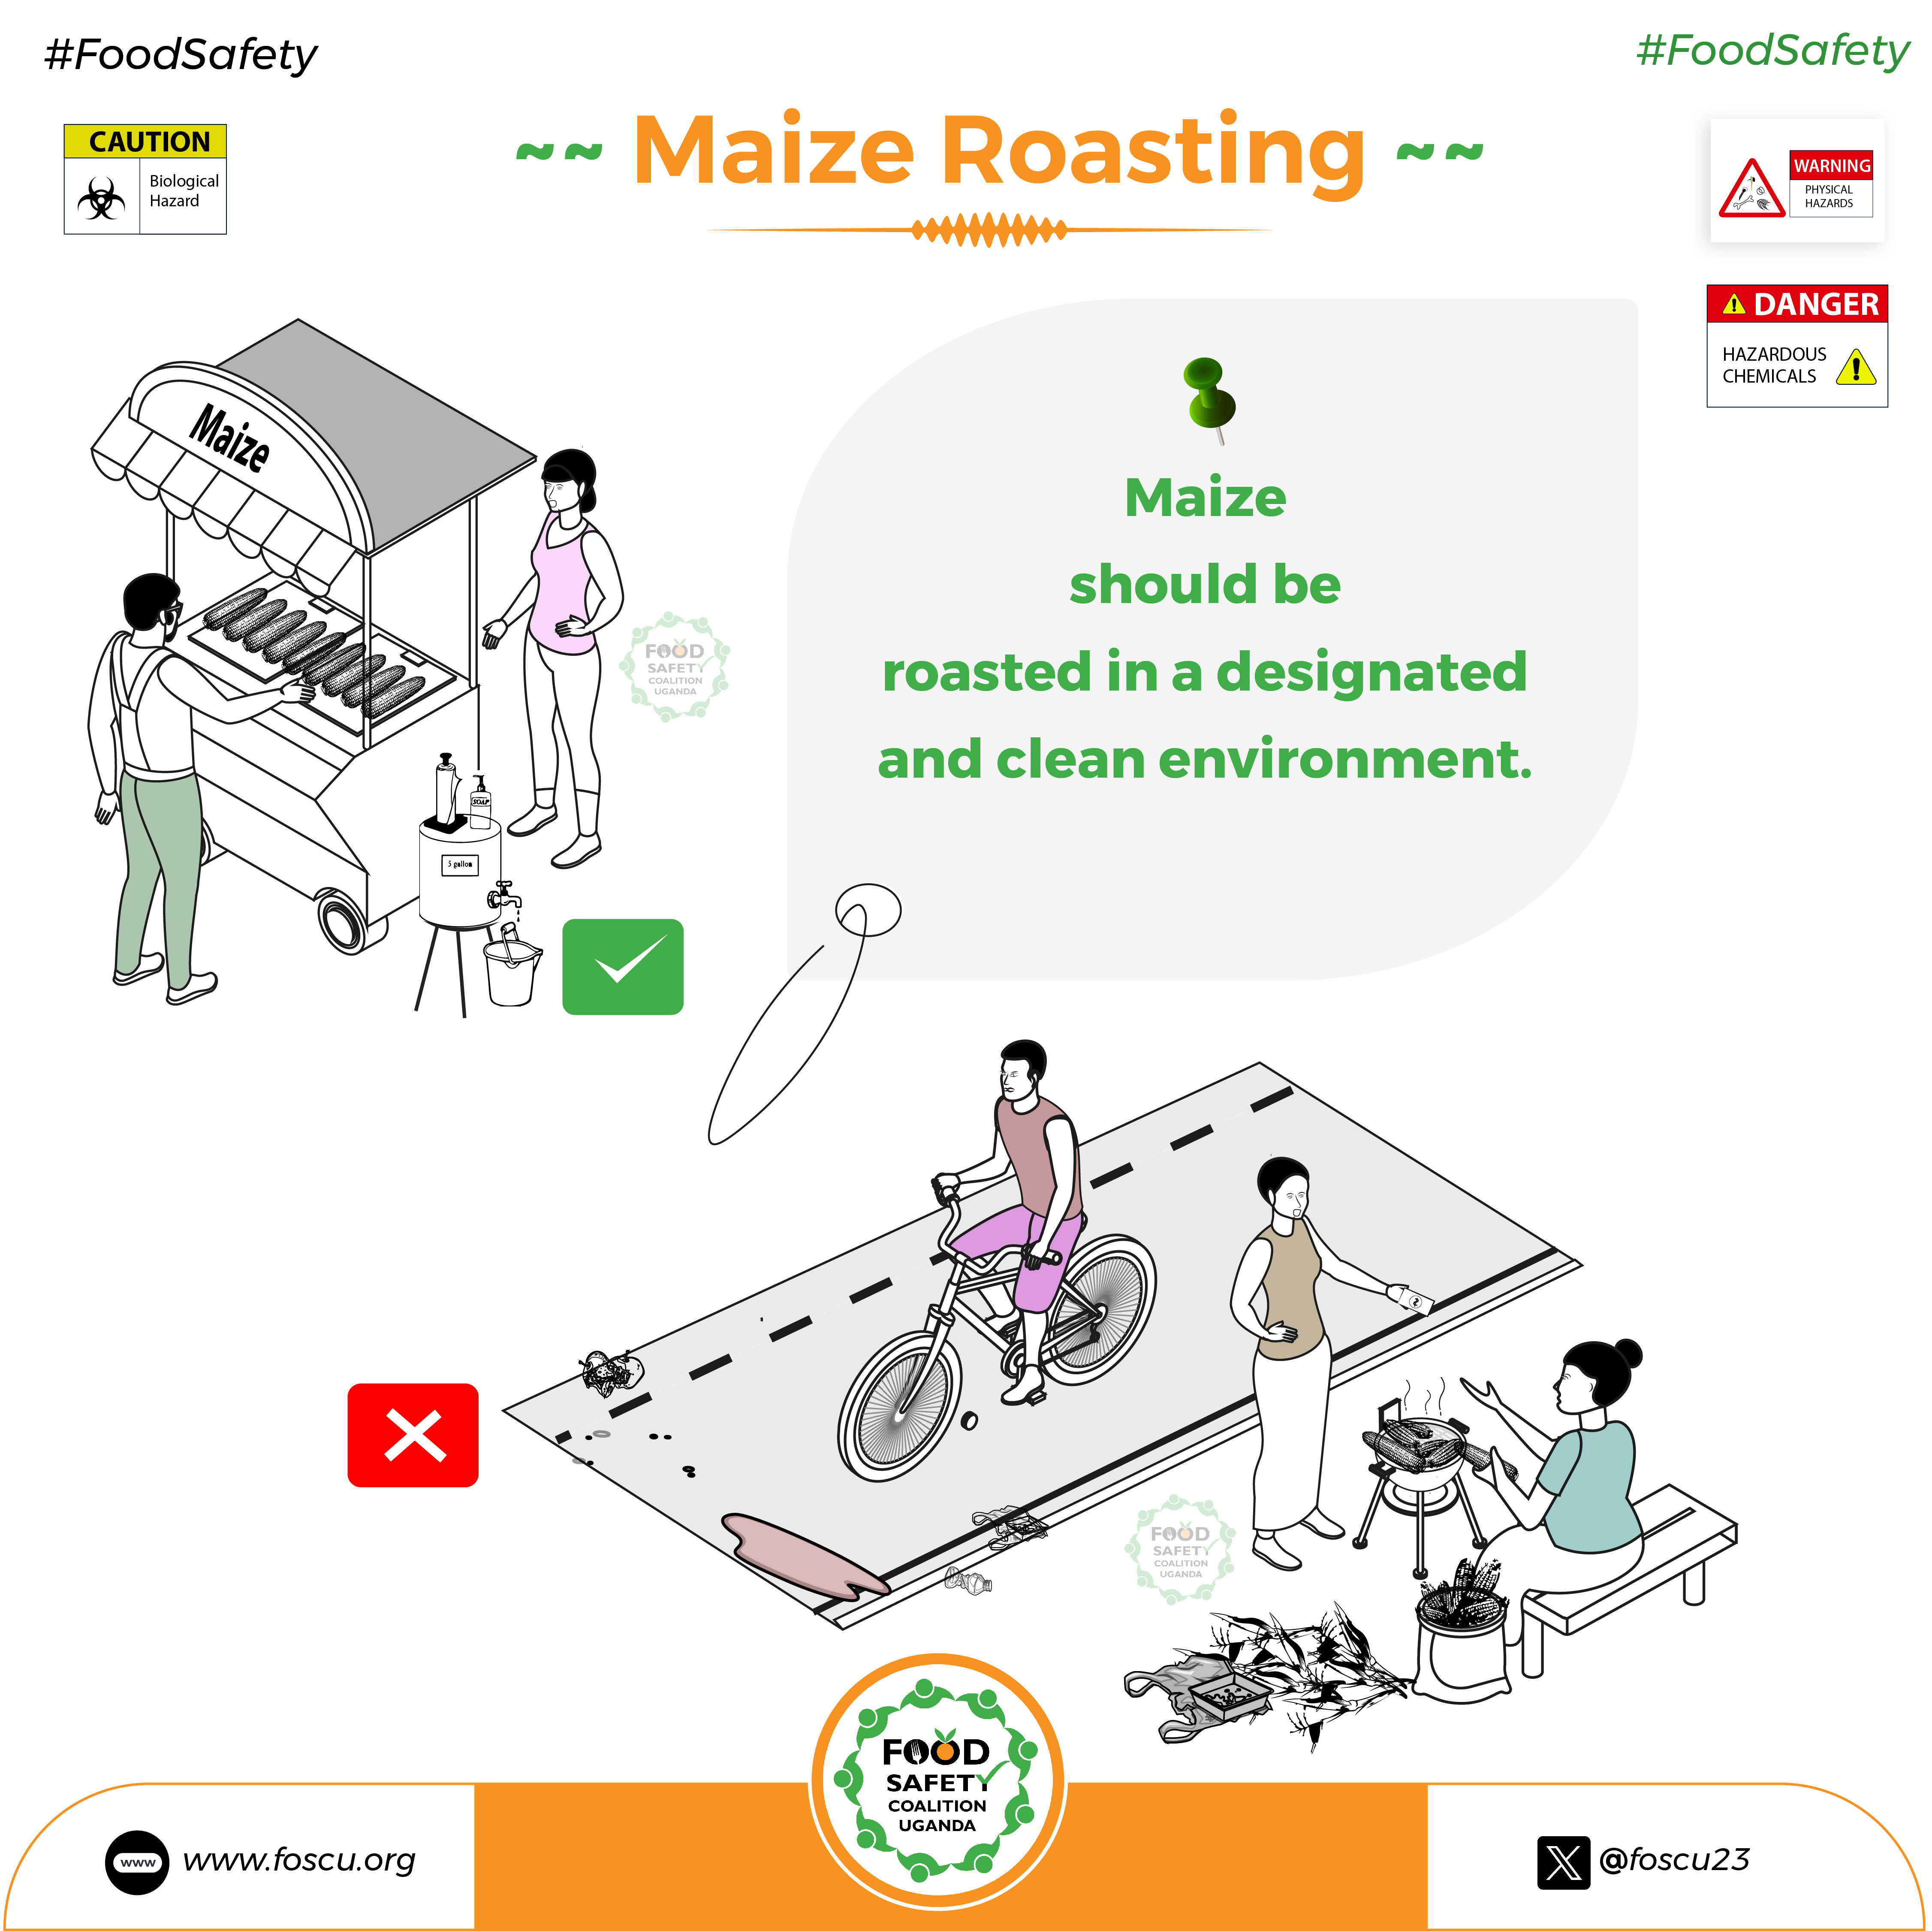 #FoodSafety
#FoodSafety
CAUTION
Biological
Hazard
~~ Maize Roasting ~~
WARNING
PHYSICAL
HAZARDS
DANGER
HAZARDOUS
CHEMICALS
Maize
Maize
should be
roasted in a designated
and clean environment.
FOOD
SAFETY
COALITION
UGANDA
SOAP
5 gallon
FOOD
SAFETY
COALITION
UGANDA
FOOD
SAFETY
COALITION
UGANDA
www
www.foscu.org
@foscu23